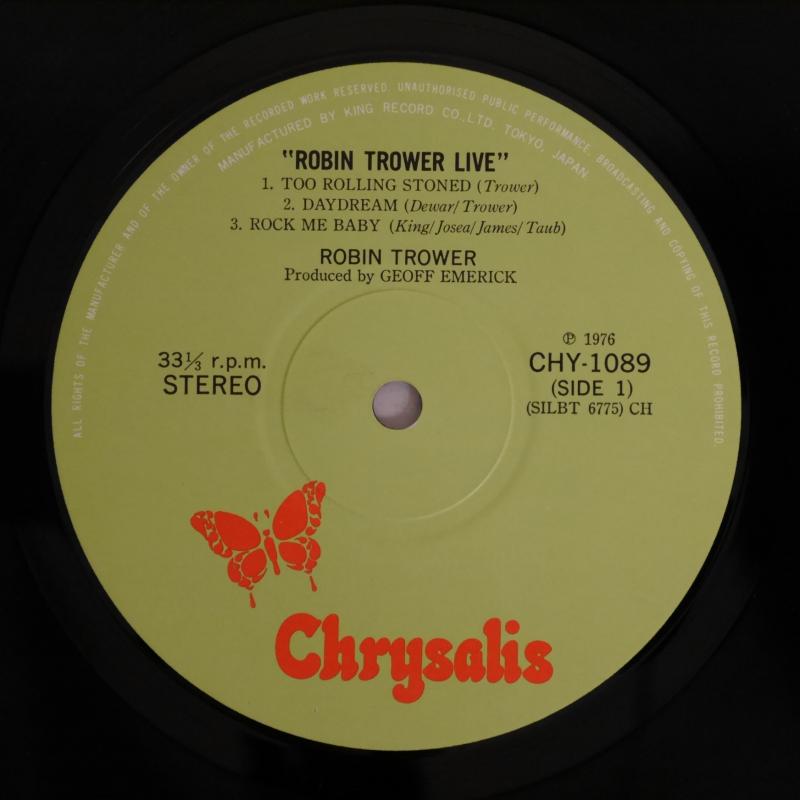 ALL RIGHTS OF THE MANUFACTURER AND OF THE OWNER OF THE RECORDED WORK RESERVED. UNAUTHORISED PUBLIC PERFORMANCE, BROADCASTING AND COPYING OF THIS RECORD PROHIBITED.
MANUFACTURED BY KING RECORD CO.,LTD. TOKYO, JAPAN
"ROBIN TROWER LIVE"
1. TOO ROLLING STONED (Trower)
2. DAYDREAM (Dewar/Trower)
3. ROCK ME BABY (King/Josea/James/Taub)
ROBIN TROWER
Produced by GEOFF EMERICK
33⅓ r.p.m.
STEREO
℗ 1976
CHY-1089
(SIDE 1)
(SILBT 6775) CH
Chrysalis